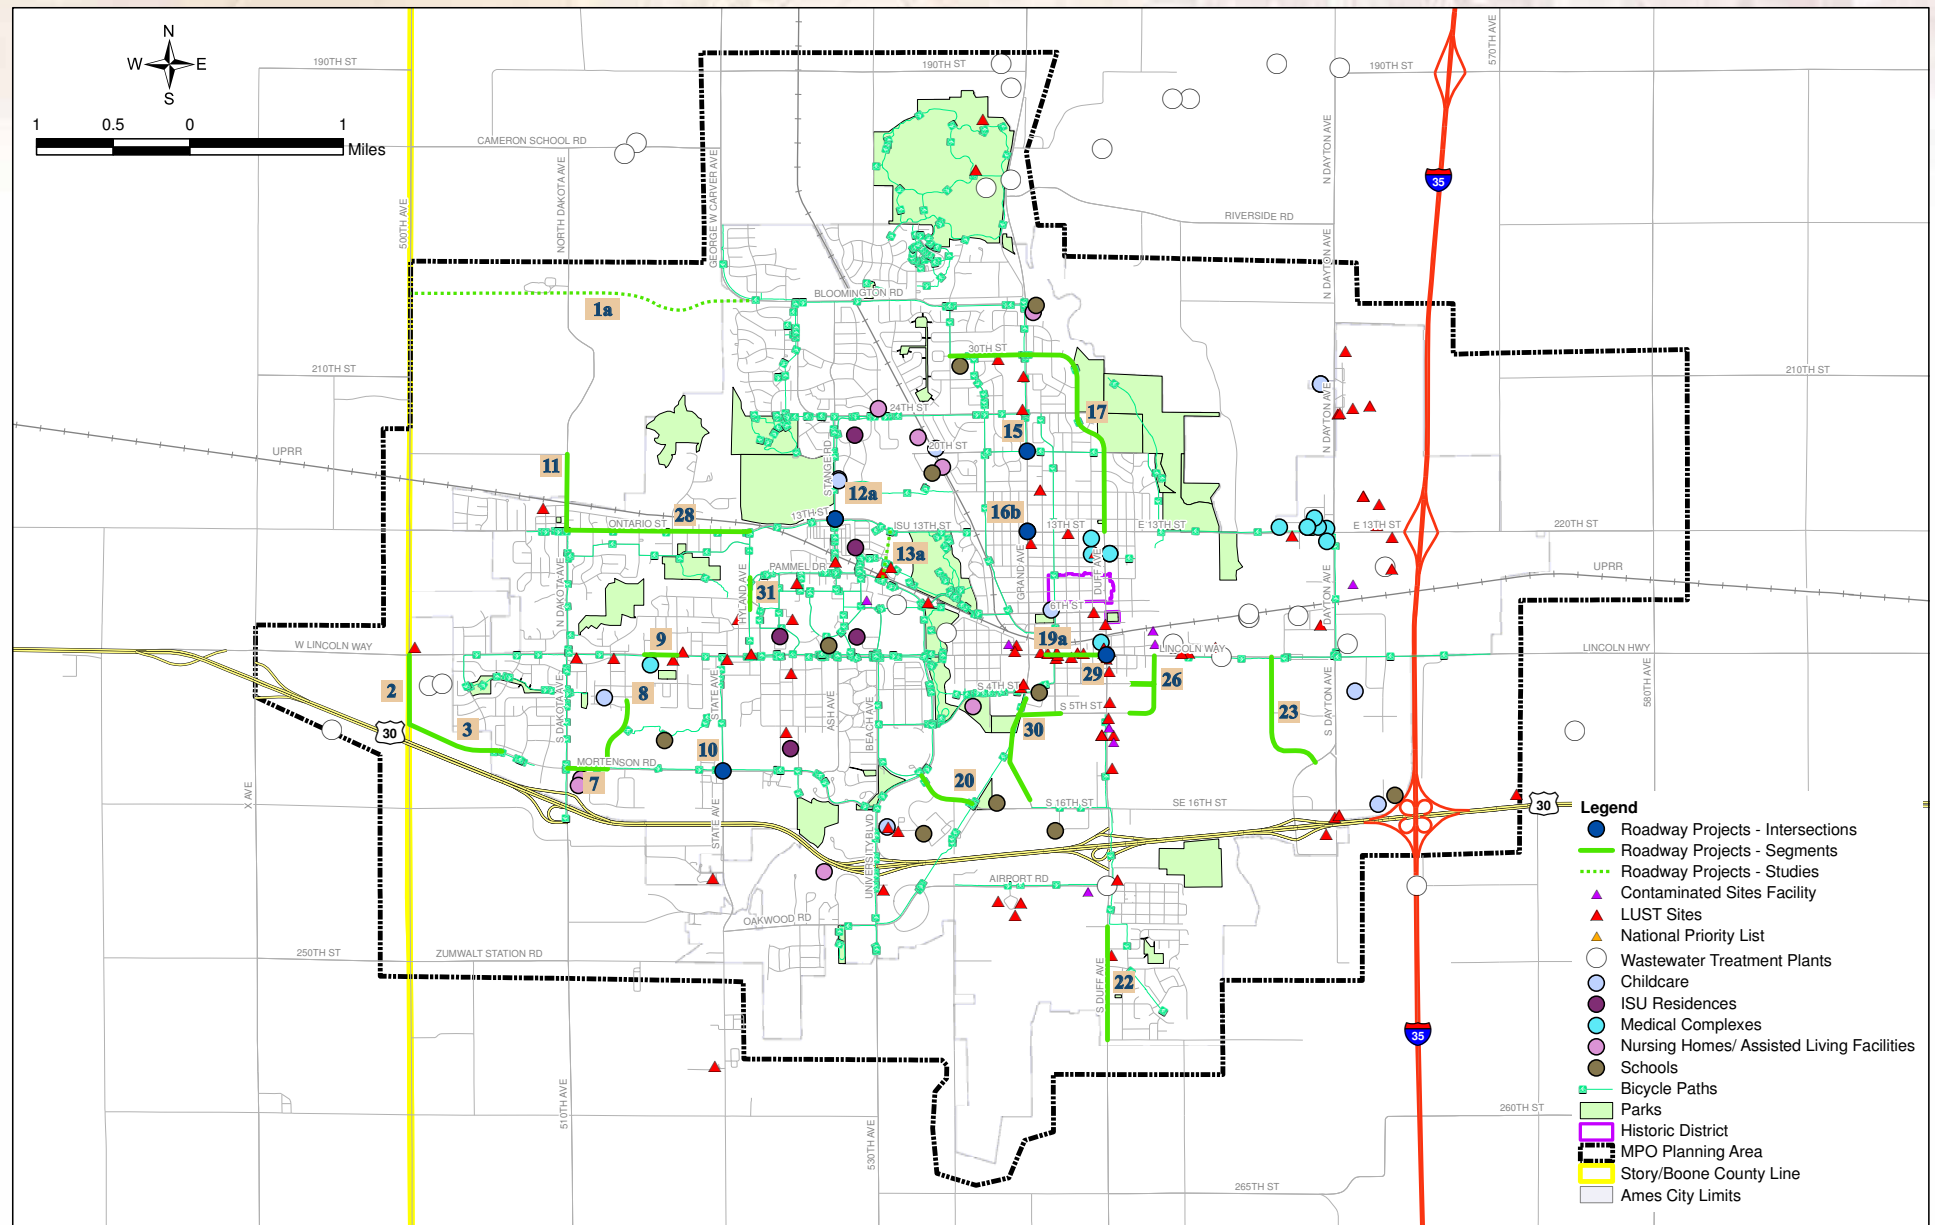 N
W E
S
1 0.5 0 1
Miles
190TH ST
190TH ST
190TH ST
570TH AVE
CAMERON SCHOOL RD
NORTH DAKOTA AVE
GEORGE W CARVER AVE
N DAYTON AVE
35
500TH AVE
RIVERSIDE RD
N DAYTON AVE
BLOOMINGTON RD
1a
30TH ST
210TH ST
210TH ST
24TH ST
17
N DAYTON AVE
15
20TH ST
UPRR
STANGE RD
11
12a
28
13TH ST
16b
ONTARIO ST
ISU 13TH ST
13TH ST
E 13TH ST
E 13TH ST
220TH ST
13a
PAMMEL DR
UPRR
GRAND AVE
DUFF AVE
N DAKOTA AVE
HYLAND AVE
31
DAYTON AVE
6TH ST
W LINCOLN WAY
9
19a
LINCOLN WAY
LINCOLN HWY
29
26
2
8
S 4TH ST
S 5TH ST
S DAKOTA AVE
STATE AVE
ASH AVE
BEACH AVE
23
S DAYTON AVE
580TH AVE
3
30
30
10
MORTENSON RD
7
20
X AVE
S 16TH ST
SE 16TH ST
30
STATE AVE
UNIVERSITY BLVD
AIRPORT RD
OAKWOOD RD
250TH ST
ZUMWALT STATION RD
S DUFF AVE
22
35
510TH AVE
530TH AVE
260TH ST
265TH ST
Legend
Roadway Projects - Intersections
Roadway Projects - Segments
Roadway Projects - Studies
Contaminated Sites Facility
LUST Sites
National Priority List
Wastewater Treatment Plants
Childcare
ISU Residences
Medical Complexes
Nursing Homes/ Assisted Living Facilities
Schools
Bicycle Paths
Parks
Historic District
MPO Planning Area
Story/Boone County Line
Ames City Limits